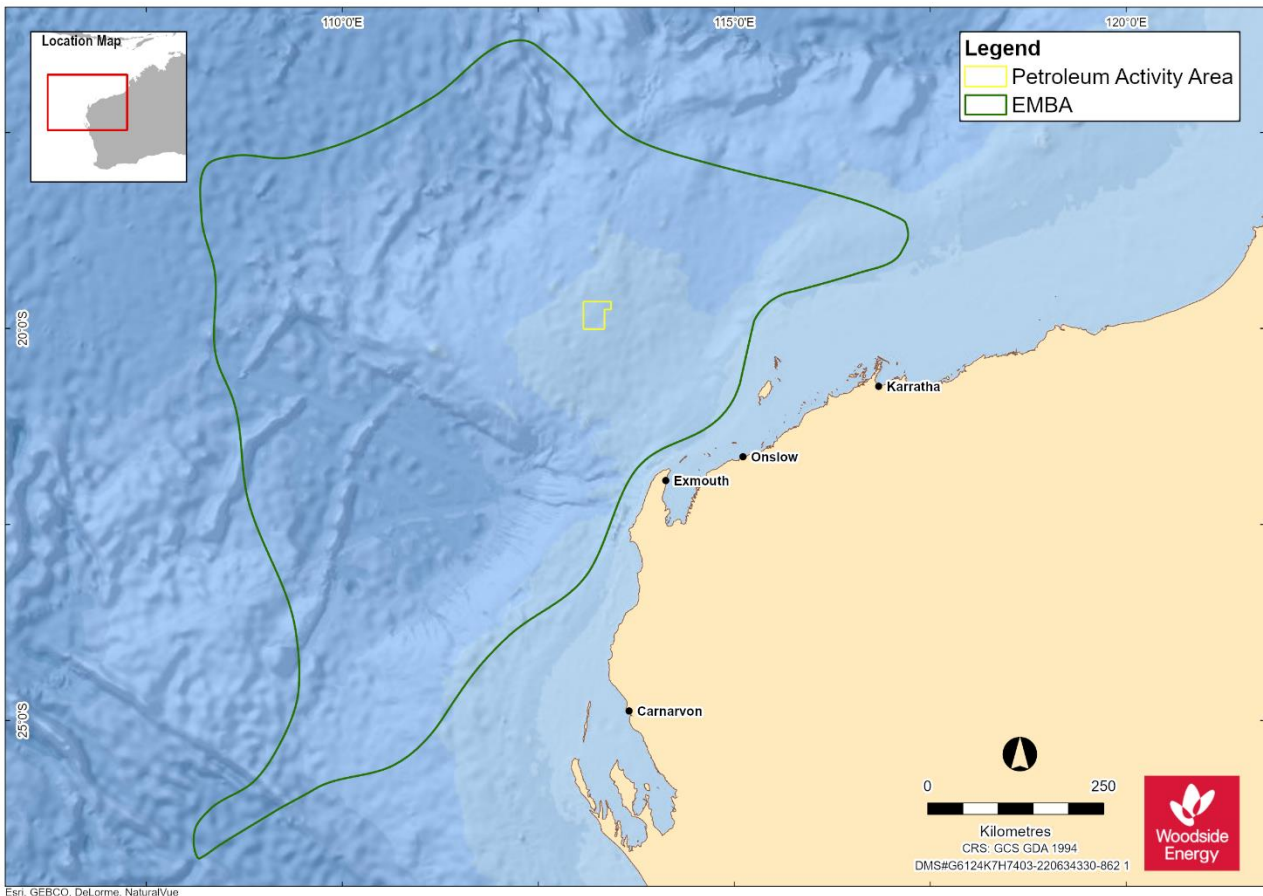 110°0'E
115°0'E
120°0'E
Location Map
Legend
Petroleum Activity Area
EMBA
20°0'S
Karratha
Onslow
Exmouth
25°0'S
Carnarvon
0 250
Kilometres
CRS: GCS GDA 1994
DMS#G6124K7H7403-220634330-862 1
Woodside
Energy
Esri, GEBCO, DeLorme, NaturalVue